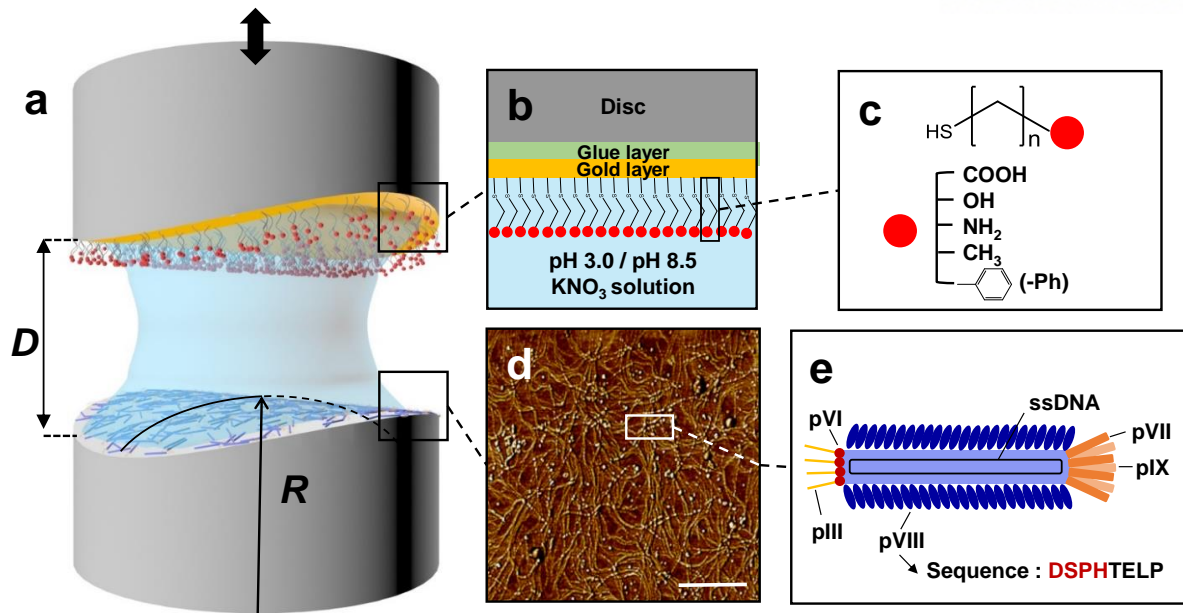 a
D
R
b
Disc
Glue layer
Gold layer
S S S S S S S S S S S S S S S S S S
pH 3.0 / pH 8.5
KNO₃ solution
c
HS
n
COOH
OH
NH₂
CH₃
(-Ph)
d
e
ssDNA
pVI
pVII
pIX
pIII
pVIII
Sequence : DSPHTELP